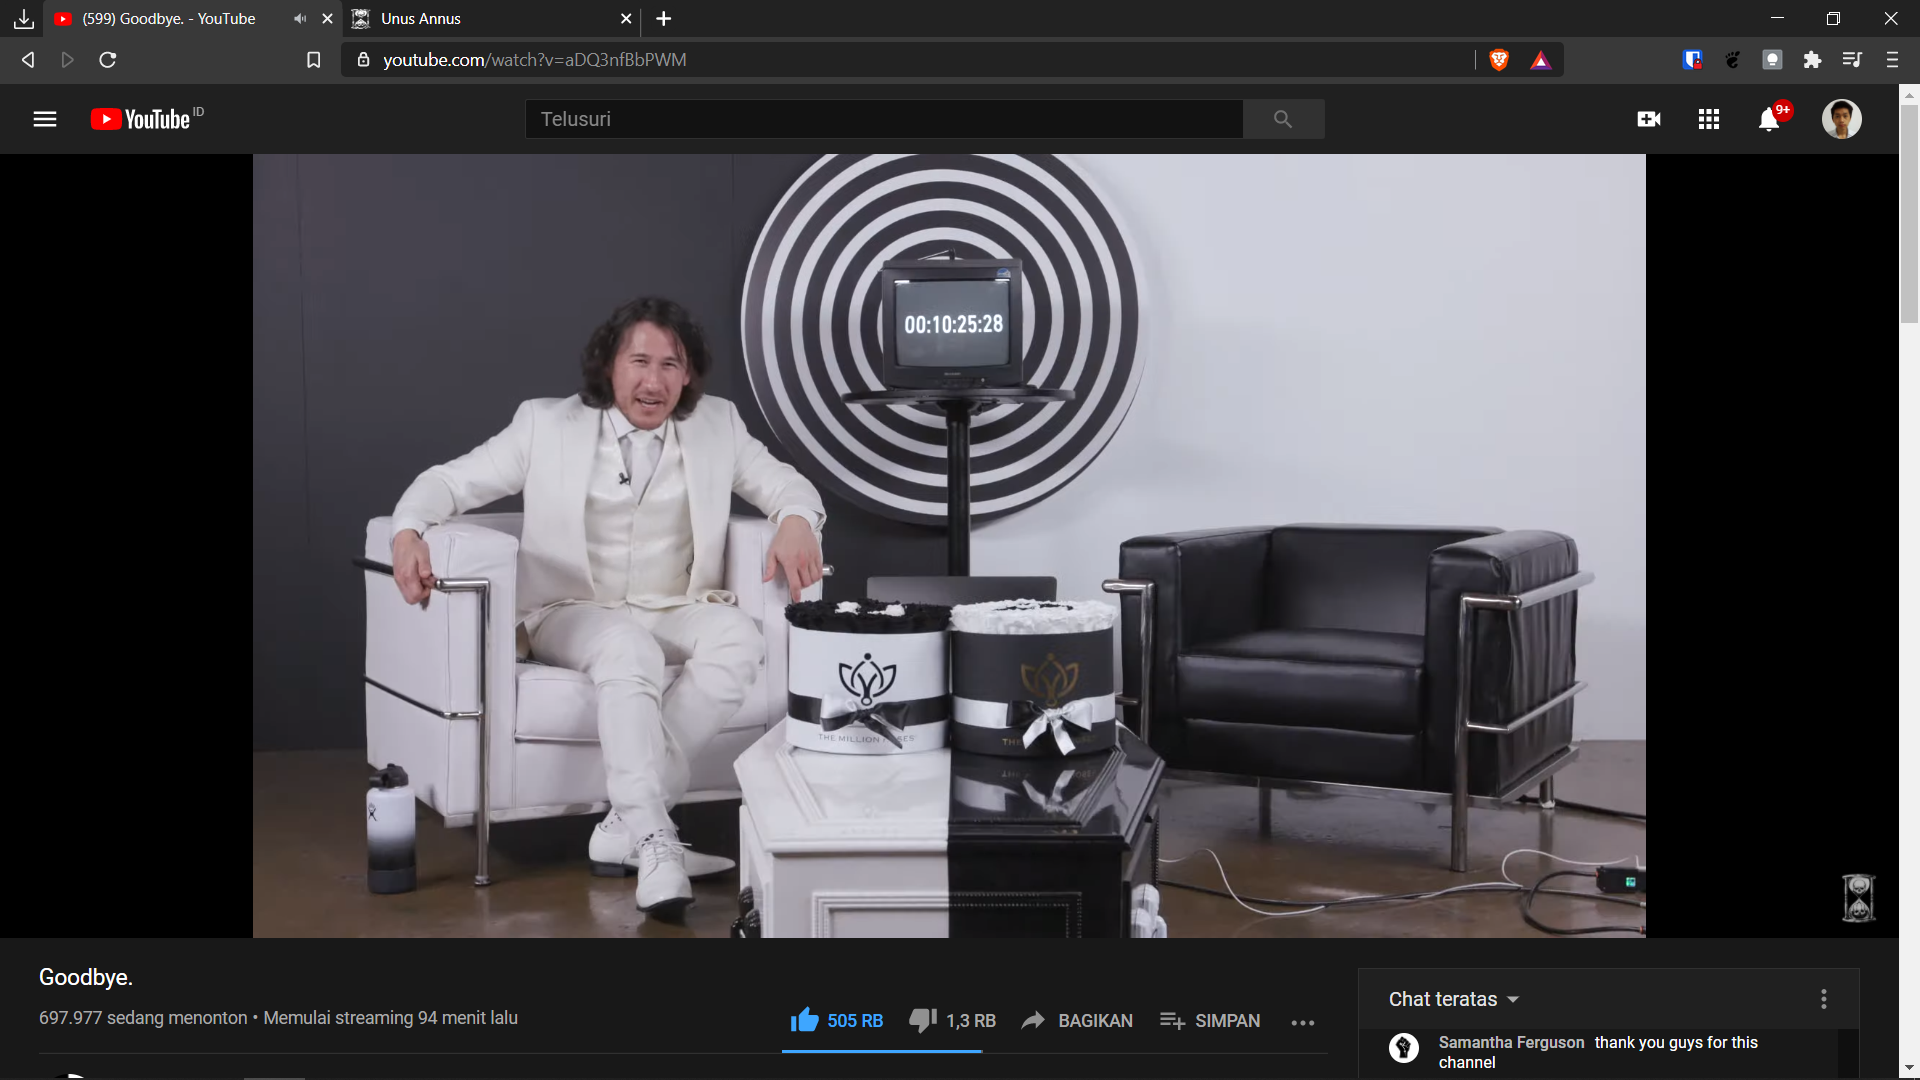 (599) Goodbye. - YouTube
Unus Annus
youtube.com/watch?v=aDQ3nfBbPWM
YouTube ID
Telusuri
9+
00:10:25:28
THE MILLION
Goodbye.
697.977 sedang menonton • Memulai streaming 94 menit lalu
505 RB
1,3 RB
BAGIKAN
SIMPAN
Chat teratas
Samantha Ferguson thank you guys for this
channel